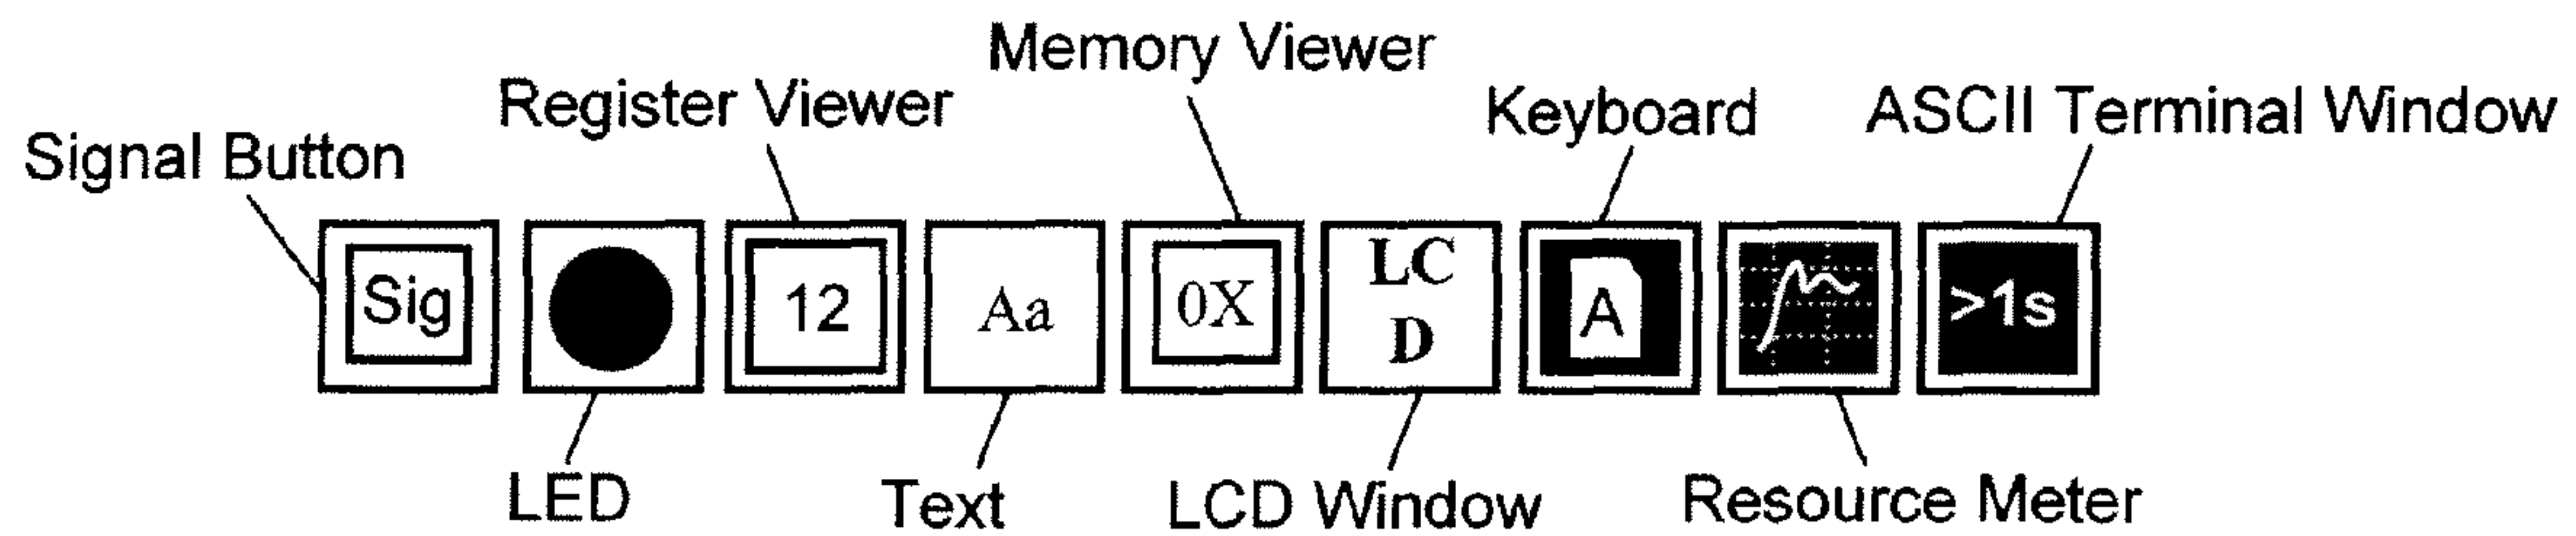 Memory Viewer
Register Viewer
Keyboard
ASCII Terminal Window
Signal Button
Sig
12
Aa
0X
LC
D
A
>1s
LED
Text
LCD Window
Resource Meter